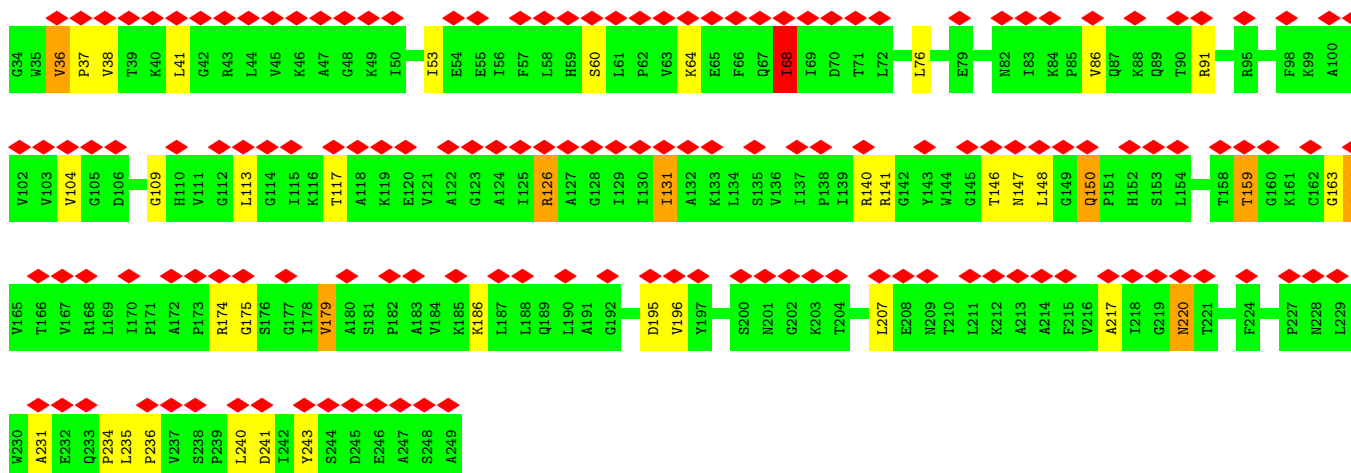 G34 W35 V36 P37 V38 T39 K40 L41 G42 R43 L44 V45 K46 A47 G48 K49 I50 I53 E54 E55 I56 F57 L58 H59 S60 L61 P62 V63 K64 E65 F66 Q67 I68 I69 D70 T71 L72 L76 E79 N82 I83 K84 P85 V86 Q87 K88 Q89 T90 R91 R95 F98 K99 A100
V102 V103 V104 G105 D106 G109 H110 V111 G112 L113 G114 I115 K116 T117 A118 K119 E120 V121 A122 G123 A124 I125 R126 A127 G128 I129 I130 I131 A132 K133 L134 S135 V136 I137 P138 I139 R140 R141 G142 Y143 W144 G145 T146 N147 L148 G149 Q150 P151 H152 S153 L154 T158 T159 G160 K161 C162 G163
V165 T166 V167 R168 L169 I170 P171 A172 P173 R174 G175 S176 G177 I178 V179 A180 S181 P182 A183 V184 K185 K186 L187 L188 Q189 L190 A191 G192 D195 V196 Y197 S200 N201 G202 K203 T204 L207 E208 N209 T210 L211 K212 A213 A214 F215 V216 A217 I218 G219 N220 T221 F224 P227 N228 L229
W230 A231 E232 Q233 P234 L235 P236 V237 S238 P239 L240 D241 I242 Y243 S244 D245 E246 A247 S248 A249